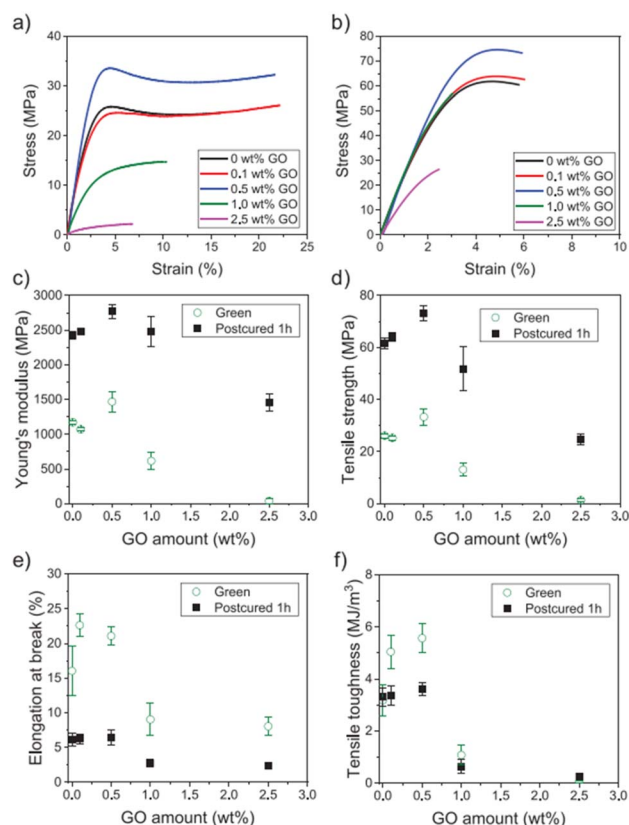 a)
Stress (MPa)
50
40
30
20
10
0
0 wt% GO
0.1 wt% GO
0.5 wt% GO
1.0 wt% GO
2.5 wt% GO
0 5 10 15 20 25
Strain (%)
b)
Stress (MPa)
80
70
60
50
40
30
20
10
0
0 wt% GO
0.1 wt% GO
0.5 wt% GO
1.0 wt% GO
2.5 wt% GO
0 2 4 6 8 10
Strain (%)
c)
Young's modulus (MPa)
3000
2500
2000
1500
1000
500
0
Green
Postcured 1h
0.0 0.5 1.0 1.5 2.0 2.5 3.0
GO amount (wt%)
d)
Tensile strength (MPa)
80
60
40
20
0
Green
Postcured 1h
0.0 0.5 1.0 1.5 2.0 2.5 3.0
GO amount (wt%)
e)
Elongation at break (%)
30
25
20
15
10
5
0
Green
Postcured 1h
0.0 0.5 1.0 1.5 2.0 2.5 3.0
GO amount (wt%)
f)
Tensile toughness (MJ/m³)
8
6
4
2
0
Green
Postcured 1h
0.0 0.5 1.0 1.5 2.0 2.5 3.0
GO amount (wt%)